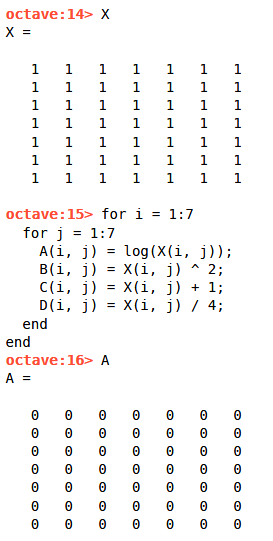 octave:14> X
X =
1 1 1 1 1 1 1
1 1 1 1 1 1 1
1 1 1 1 1 1 1
1 1 1 1 1 1 1
1 1 1 1 1 1 1
1 1 1 1 1 1 1
1 1 1 1 1 1 1
octave:15> for i = 1:7
for j = 1:7
A(i, j) = log(X(i, j));
B(i, j) = X(i, j) ^ 2;
C(i, j) = X(i, j) + 1;
D(i, j) = X(i, j) / 4;
end
end
octave:16> A
A =
0 0 0 0 0 0 0
0 0 0 0 0 0 0
0 0 0 0 0 0 0
0 0 0 0 0 0 0
0 0 0 0 0 0 0
0 0 0 0 0 0 0
0 0 0 0 0 0 0